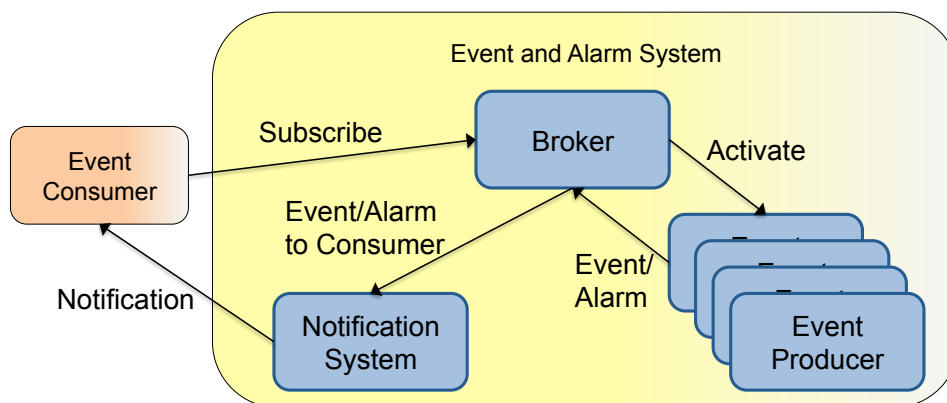 Event and Alarm System
Subscribe
Broker
Activate
Event
Consumer
Event/Alarm
to Consumer
Event/
Alarm
Notification
Notification
System
Event
Producer